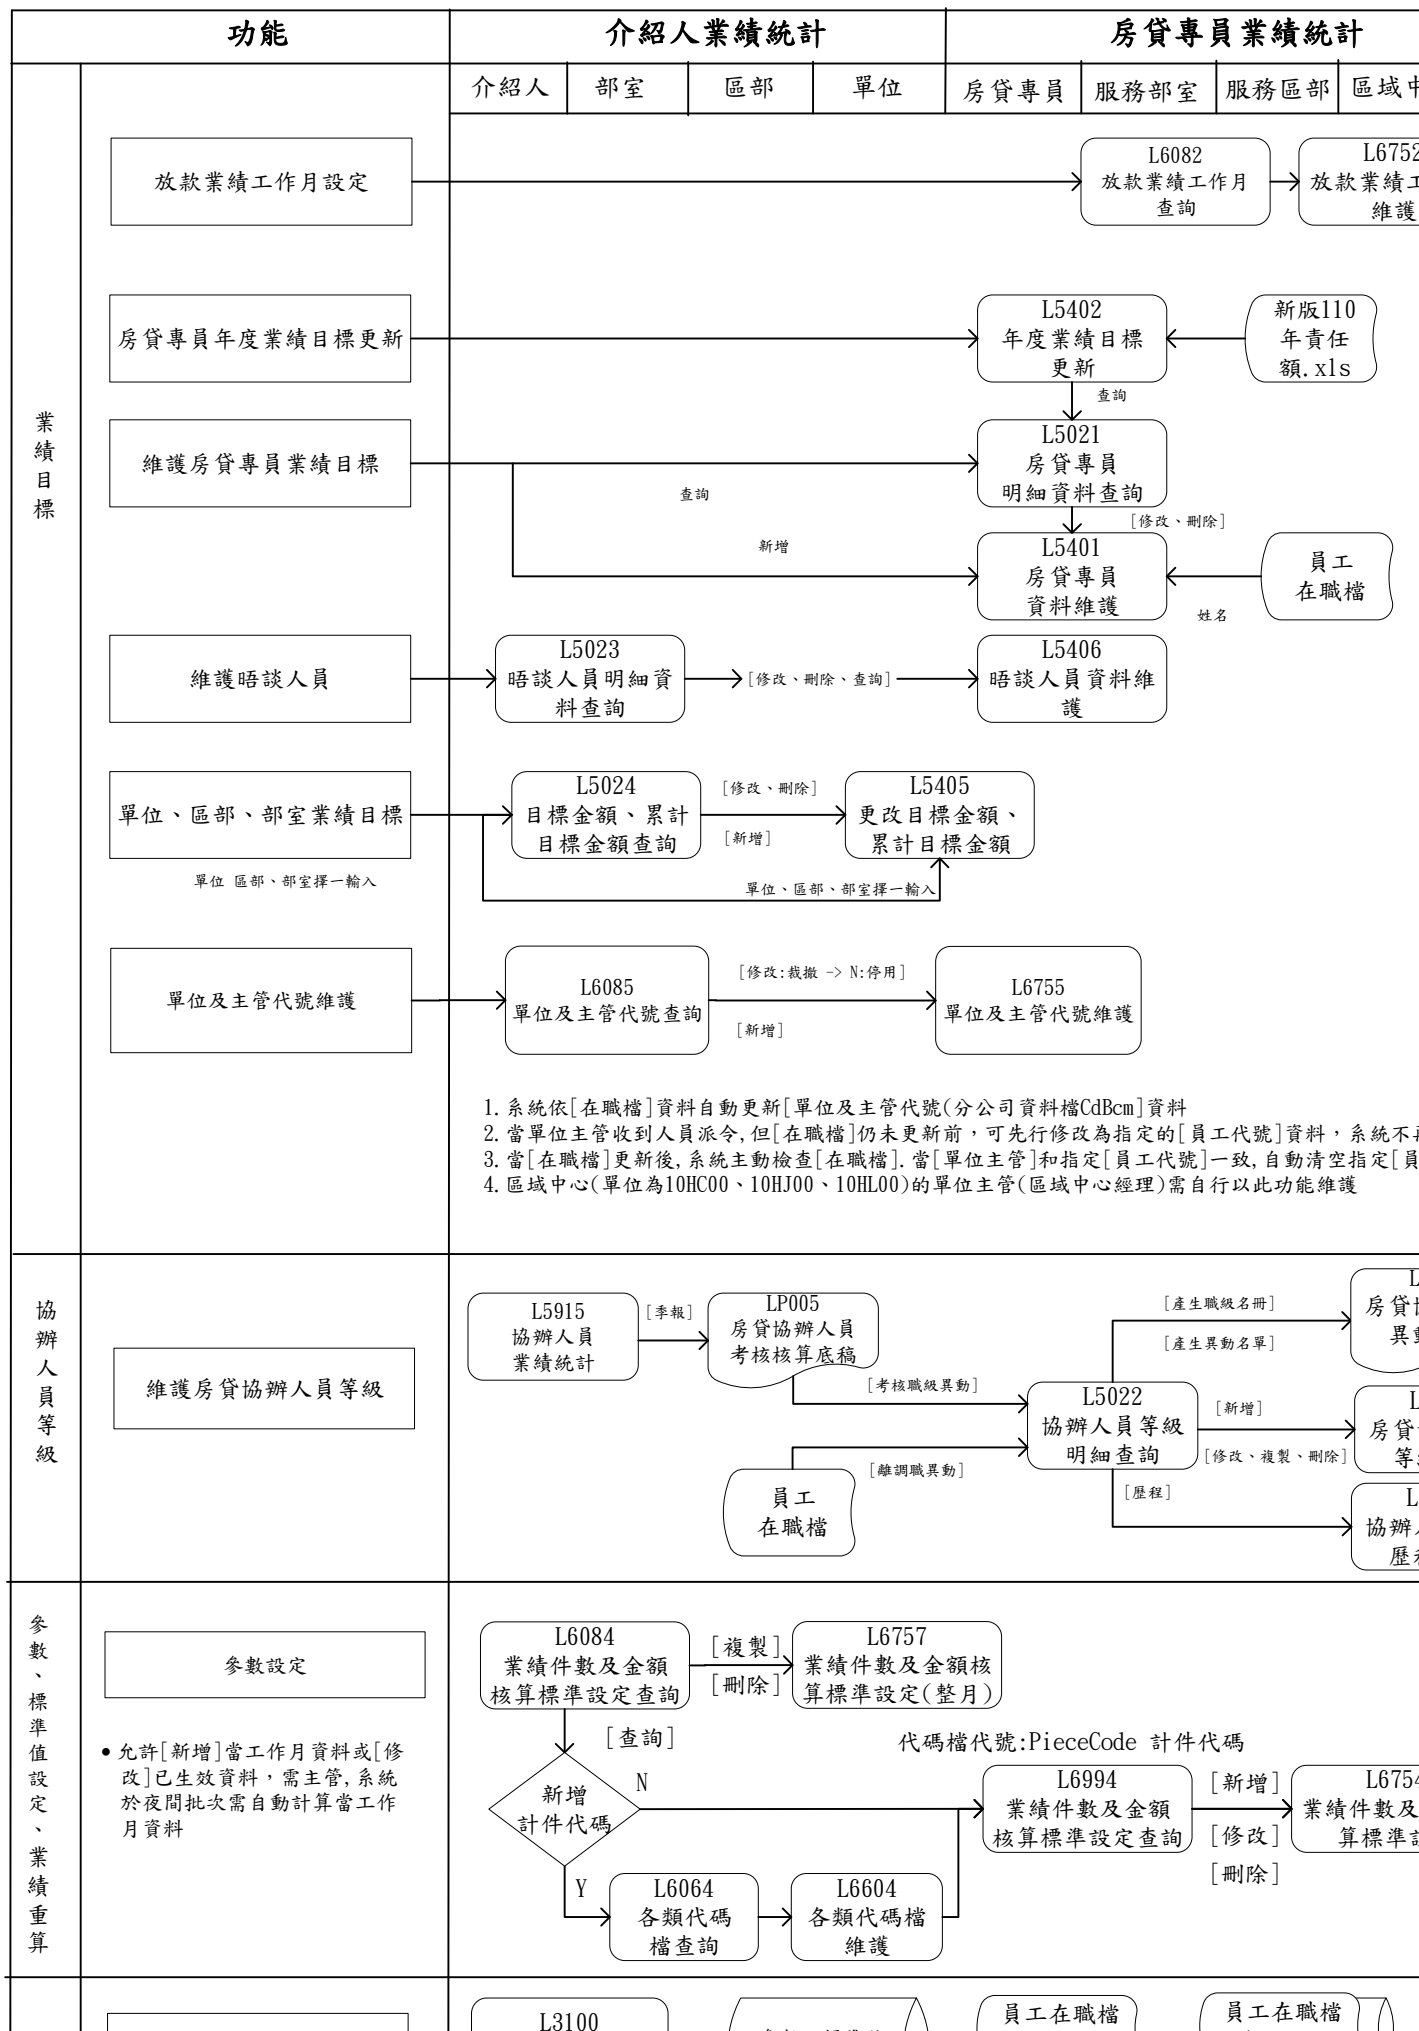 功能
介紹人業績統計
房貸專員業績統計
介紹人
部室
區部
單位
房貸專員
服務部室
服務區部
區域中
業績目標
放款業績工作月設定
L6082
放款業績工作月
查詢
L6752
放款業績工
維護
房貸專員年度業績目標更新
L5402
年度業績目標
更新
新版110
年責任
額.xls
查詢
維護房貸專員業績目標
L5021
房貸專員
明細資料查詢
查詢
[修改、刪除]
新增
L5401
房貸專員
資料維護
員工
在職檔
姓名
維護晤談人員
L5023
晤談人員明細資
料查詢
[修改、刪除、查詢]
L5406
晤談人員資料維
護
單位、區部、部室業績目標
單位 區部、部室擇一輸入
L5024
目標金額、累計
目標金額查詢
[修改、刪除]
[新增]
L5405
更改目標金額、
累計目標金額
單位、區部、部室擇一輸入
單位及主管代號維護
L6085
單位及主管代號查詢
[修改:裁撤 -> N:停用]
[新增]
L6755
單位及主管代號維護
1.系統依[在職檔]資料自動更新[單位及主管代號(分公司資料檔CdBcm]資料
2.當單位主管收到人員派令,但[在職檔]仍未更新前，可先行修改為指定的[員工代號]資料，系統不
3.當[在職檔]更新後,系統主動檢查[在職檔].當[單位主管]和指定[員工代號]一致,自動清空指定[員
4.區域中心(單位為10HC00、10HJ00、10HL00)的單位主管(區域中心經理)需自行以此功能維護
協辦人員等級
維護房貸協辦人員等級
L5915
協辦人員
業績統計
[季報]
LP005
房貸協辦人員
考核核算底稿
[考核職級異動]
員工
在職檔
[離調職異動]
L5022
協辦人員等級
明細查詢
[產生職級名冊]
[產生異動名單]
L
房貸協
異動
[新增]
[修改、複製、刪除]
L
房貸
等
[歷程]
L
協辦
歷
參數、標準值設定、業績重算
參數設定
•允許[新增]當工作月資料或[修
改]已生效資料，需主管,系統
於夜間批次需自動計算當工作
月資料
L6084
業績件數及金額
核算標準設定查詢
[複製]
[刪除]
L6757
業績件數及金額核
算標準設定(整月)
[查詢]
代碼檔代號:PieceCode 計件代碼
新增
計件代碼
N
Y
L6064
各類代碼
檔查詢
L6604
各類代碼檔
維護
L6994
業績件數及金額
核算標準設定查詢
[新增]
[修改]
[刪除]
L6754
業績件數及
算標準設
L3100
員工在職檔
員工在職檔